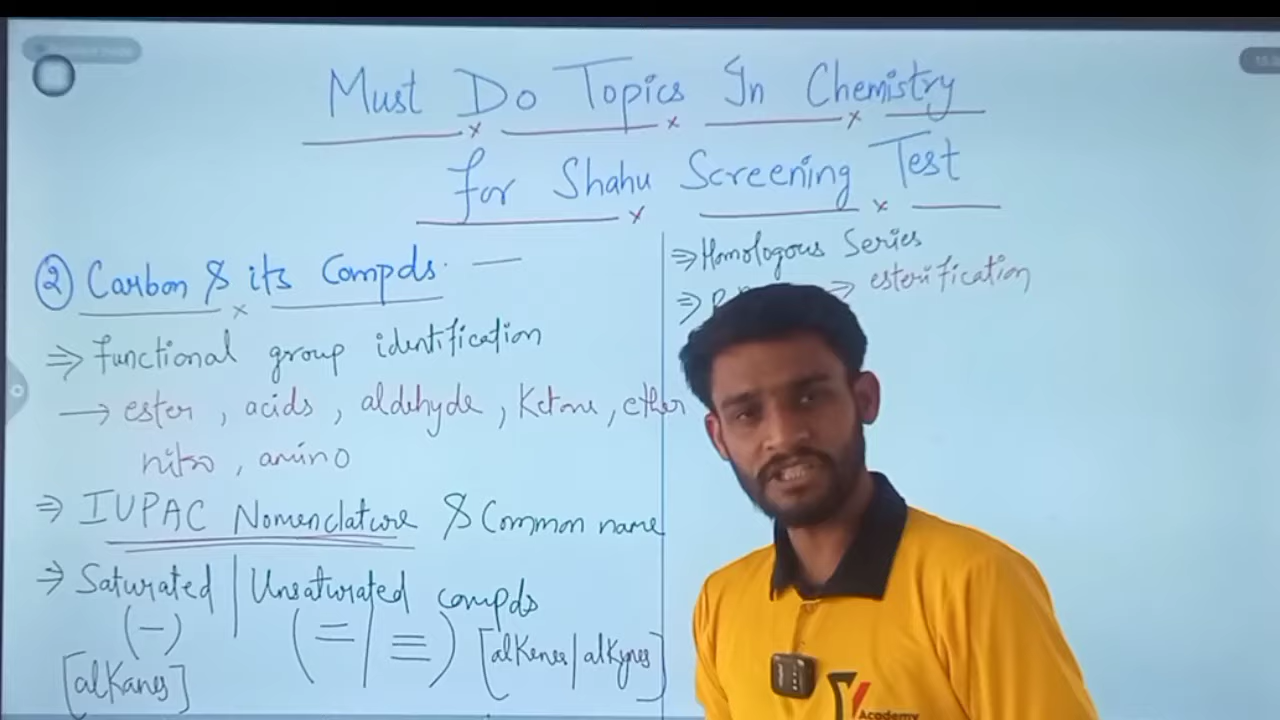 Must Do Topics In Chemistry
for Shahu Screening Test
② Carbon & its Compds. —
⇒ functional group identification
→ ester, acids, aldehyde, Ketone, ether
nitro, amino
⇒ IUPAC Nomenclature & Common name
⇒ Saturated | Unsaturated compds
(—) (= | ≡) [alkenes | alkynes]
[alkanes]
⇒ Homologous Series
⇒ ⇒ esterification
Academy